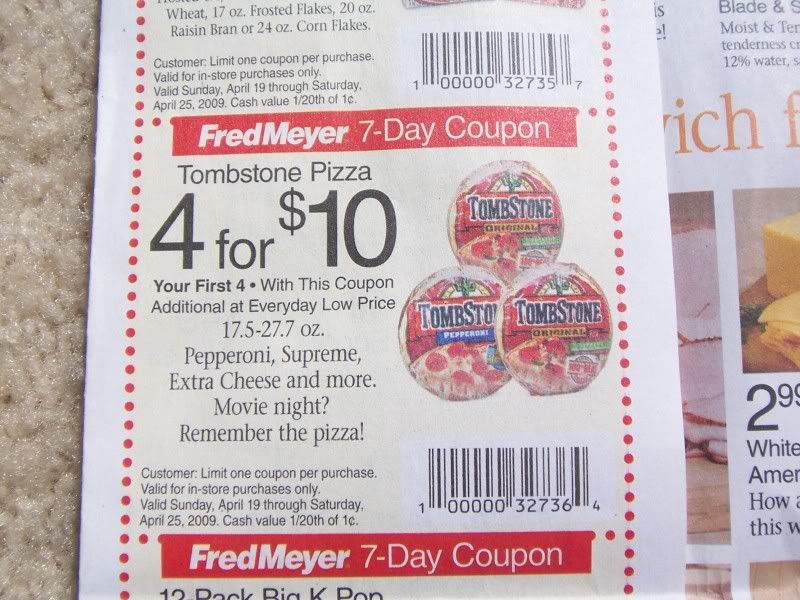 Wheat, 17 oz. Frosted Flakes, 20 oz.
Raisin Bran or 24 oz. Corn Flakes.
Customer: Limit one coupon per purchase.
Valid for in-store purchases only.
Valid Sunday, April 19 through Saturday,
April 25, 2009. Cash value 1/20th of 1¢.
1 00000 32735 7
FredMeyer 7-Day Coupon
Tombstone Pizza
4 for $10
Your First 4 • With This Coupon
Additional at Everyday Low Price
17.5-27.7 oz.
Pepperoni, Supreme,
Extra Cheese and more.
Movie night?
Remember the pizza!
TOMBSTONE
ORIGINAL
TOMBSTO
PEPPERONI
TOMBSTONE
ORIGINAL
Customer: Limit one coupon per purchase.
Valid for in-store purchases only.
Valid Sunday, April 19 through Saturday,
April 25, 2009. Cash value 1/20th of 1¢.
1 00000 32736 4
FredMeyer 7-Day Coupon
12-Pack Big K Pop
is
e!
Blade & S
Moist & Ten
tenderness
12% water, s
ich f
2 99
White
Amer
How a
this w